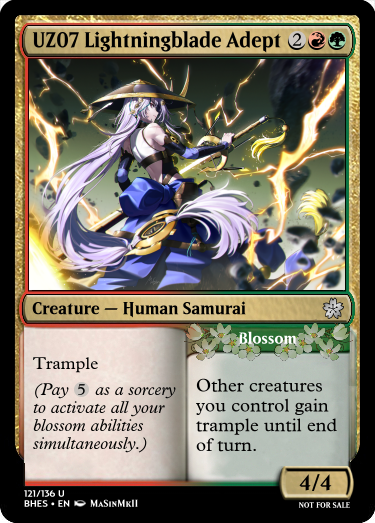 UZ07 Lightningblade Adept 2
Creature — Human Samurai
Blossom
Trample
(Pay 5 as a sorcery
to activate all your
blossom abilities
simultaneously.)
Other creatures
you control gain
trample until end
of turn.
4/4
121/136 U
BHES • EN MaSinMkII
NOT FOR SALE